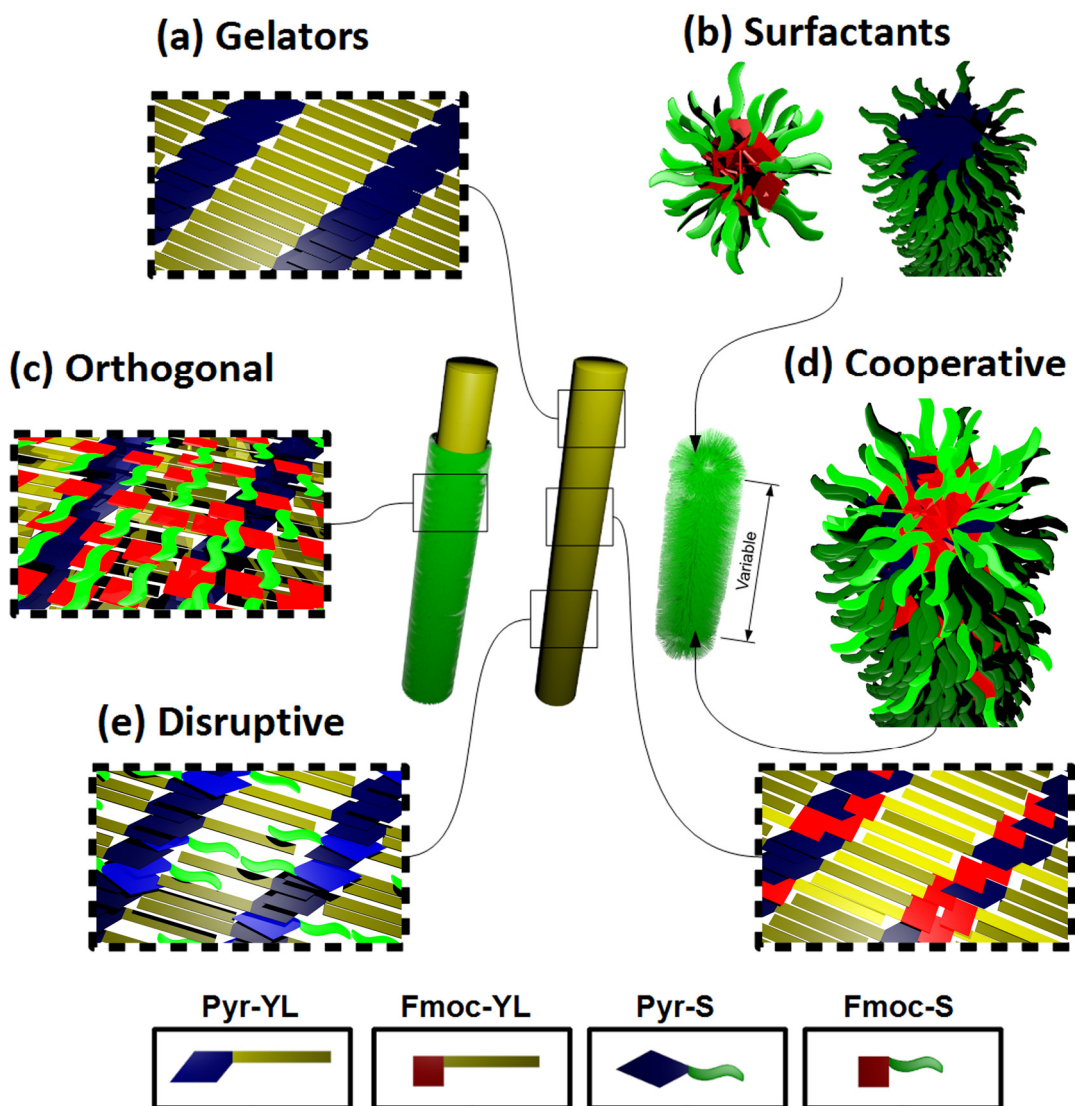 (a) Gelators
(b) Surfactants
(c) Orthogonal
(d) Cooperative
Variable
(e) Disruptive
Pyr-YL
Fmoc-YL
Pyr-S
Fmoc-S